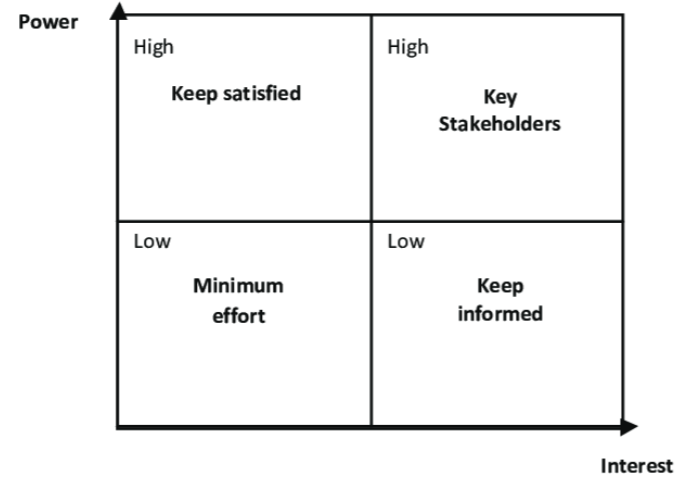 Power
High
High
Keep satisfied
Key
Stakeholders
Low
Low
Minimum
effort
Keep
informed
Interest